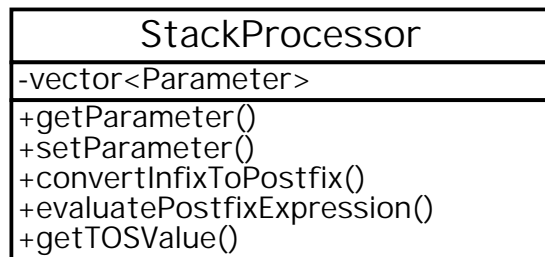 StackProcessor
-vector<Parameter>
+getParameter()
+setParameter()
+convertInfixToPostfix()
+evaluatePostfixExpression()
+getTOSValue()